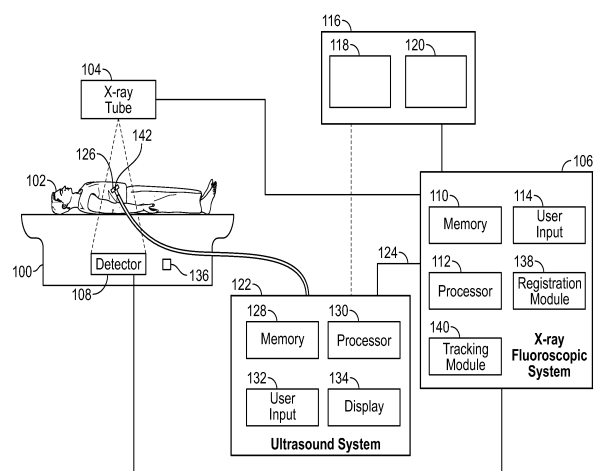 116
118
120
104
X-ray
Tube
126
142
102
106
110
Memory
114
User
Input
124
112
Processor
138
Registration
Module
100
Detector
108
136
122
128
Memory
130
Processor
140
Tracking
Module
X-ray
Fluoroscopic
System
132
User
Input
134
Display
Ultrasound System